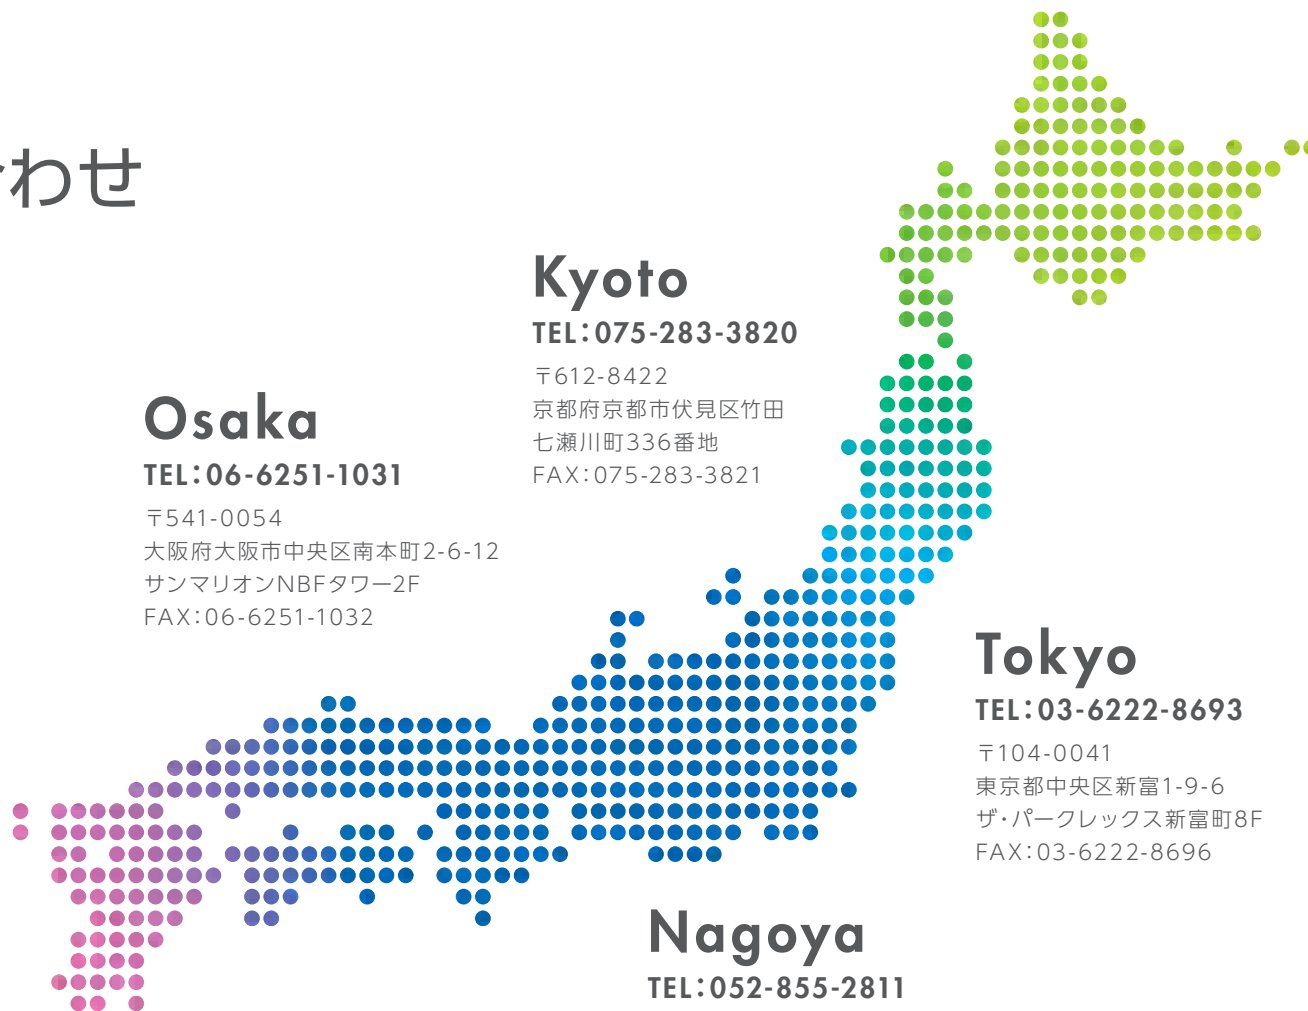 わせ
Kyoto
TEL：075-283-3820
〒612-8422
京都府京都市伏見区竹田
七瀬川町336番地
FAX：075-283-3821
Osaka
TEL：06-6251-1031
〒541-0054
大阪府大阪市中央区南本町2-6-12
サンマリオンNBFタワー2F
FAX：06-6251-1032
Tokyo
TEL：03-6222-8693
〒104-0041
東京都中央区新富1-9-6
ザ・パークレックス新富町8F
FAX：03-6222-8696
Nagoya
TEL：052-855-2811